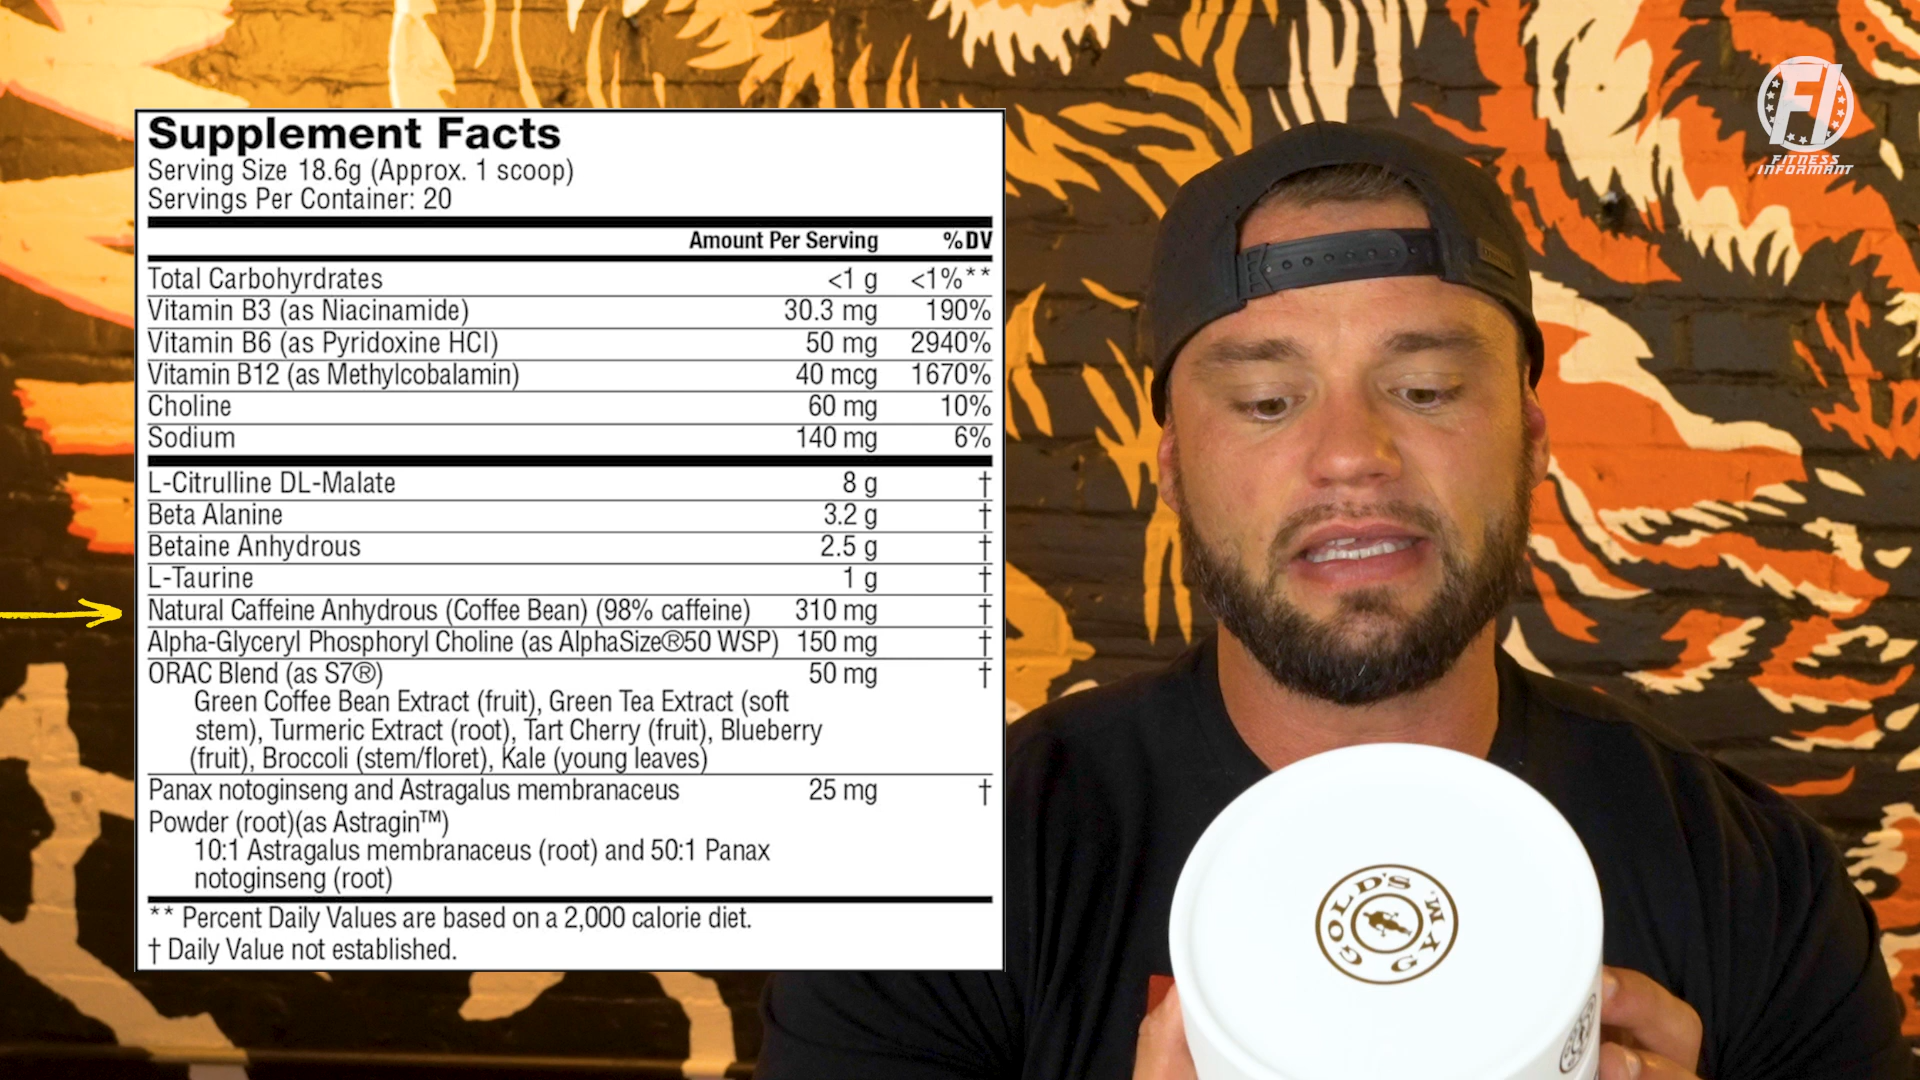 Supplement Facts
Serving Size 18.6g (Approx. 1 scoop)
Servings Per Container: 20
Amount Per Serving %DV
Total Carbohyrdrates <1 g <1%**
Vitamin B3 (as Niacinamide) 30.3 mg 190%
Vitamin B6 (as Pyridoxine HCl) 50 mg 2940%
Vitamin B12 (as Methylcobalamin) 40 mcg 1670%
Choline 60 mg 10%
Sodium 140 mg 6%
L-Citrulline DL-Malate 8 g †
Beta Alanine 3.2 g †
Betaine Anhydrous 2.5 g †
L-Taurine 1 g †
Natural Caffeine Anhydrous (Coffee Bean) (98% caffeine) 310 mg †
Alpha-Glyceryl Phosphoryl Choline (as AlphaSize®50 WSP) 150 mg †
ORAC Blend (as S7®) 50 mg †
Green Coffee Bean Extract (fruit), Green Tea Extract (soft
stem), Turmeric Extract (root), Tart Cherry (fruit), Blueberry
(fruit), Broccoli (stem/floret), Kale (young leaves)
Panax notoginseng and Astragalus membranaceus 25 mg †
Powder (root)(as Astragin™)
10:1 Astragalus membranaceus (root) and 50:1 Panax
notoginseng (root)
** Percent Daily Values are based on a 2,000 calorie diet.
† Daily Value not established.
FI
FITNESS
INFORMANT
GOLD'S GYM